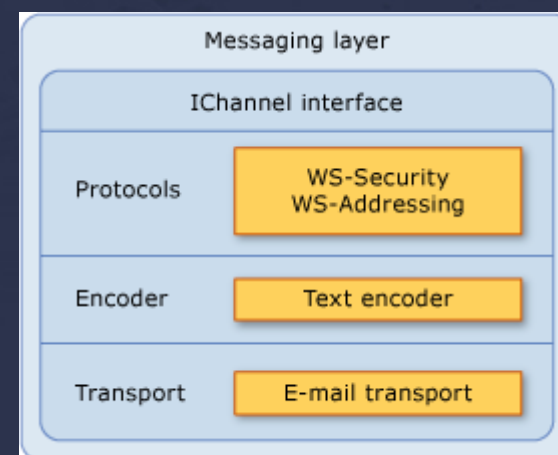 Messaging layer
IChannel interface
Protocols
WS-Security
WS-Addressing
Encoder
Text encoder
Transport
E-mail transport